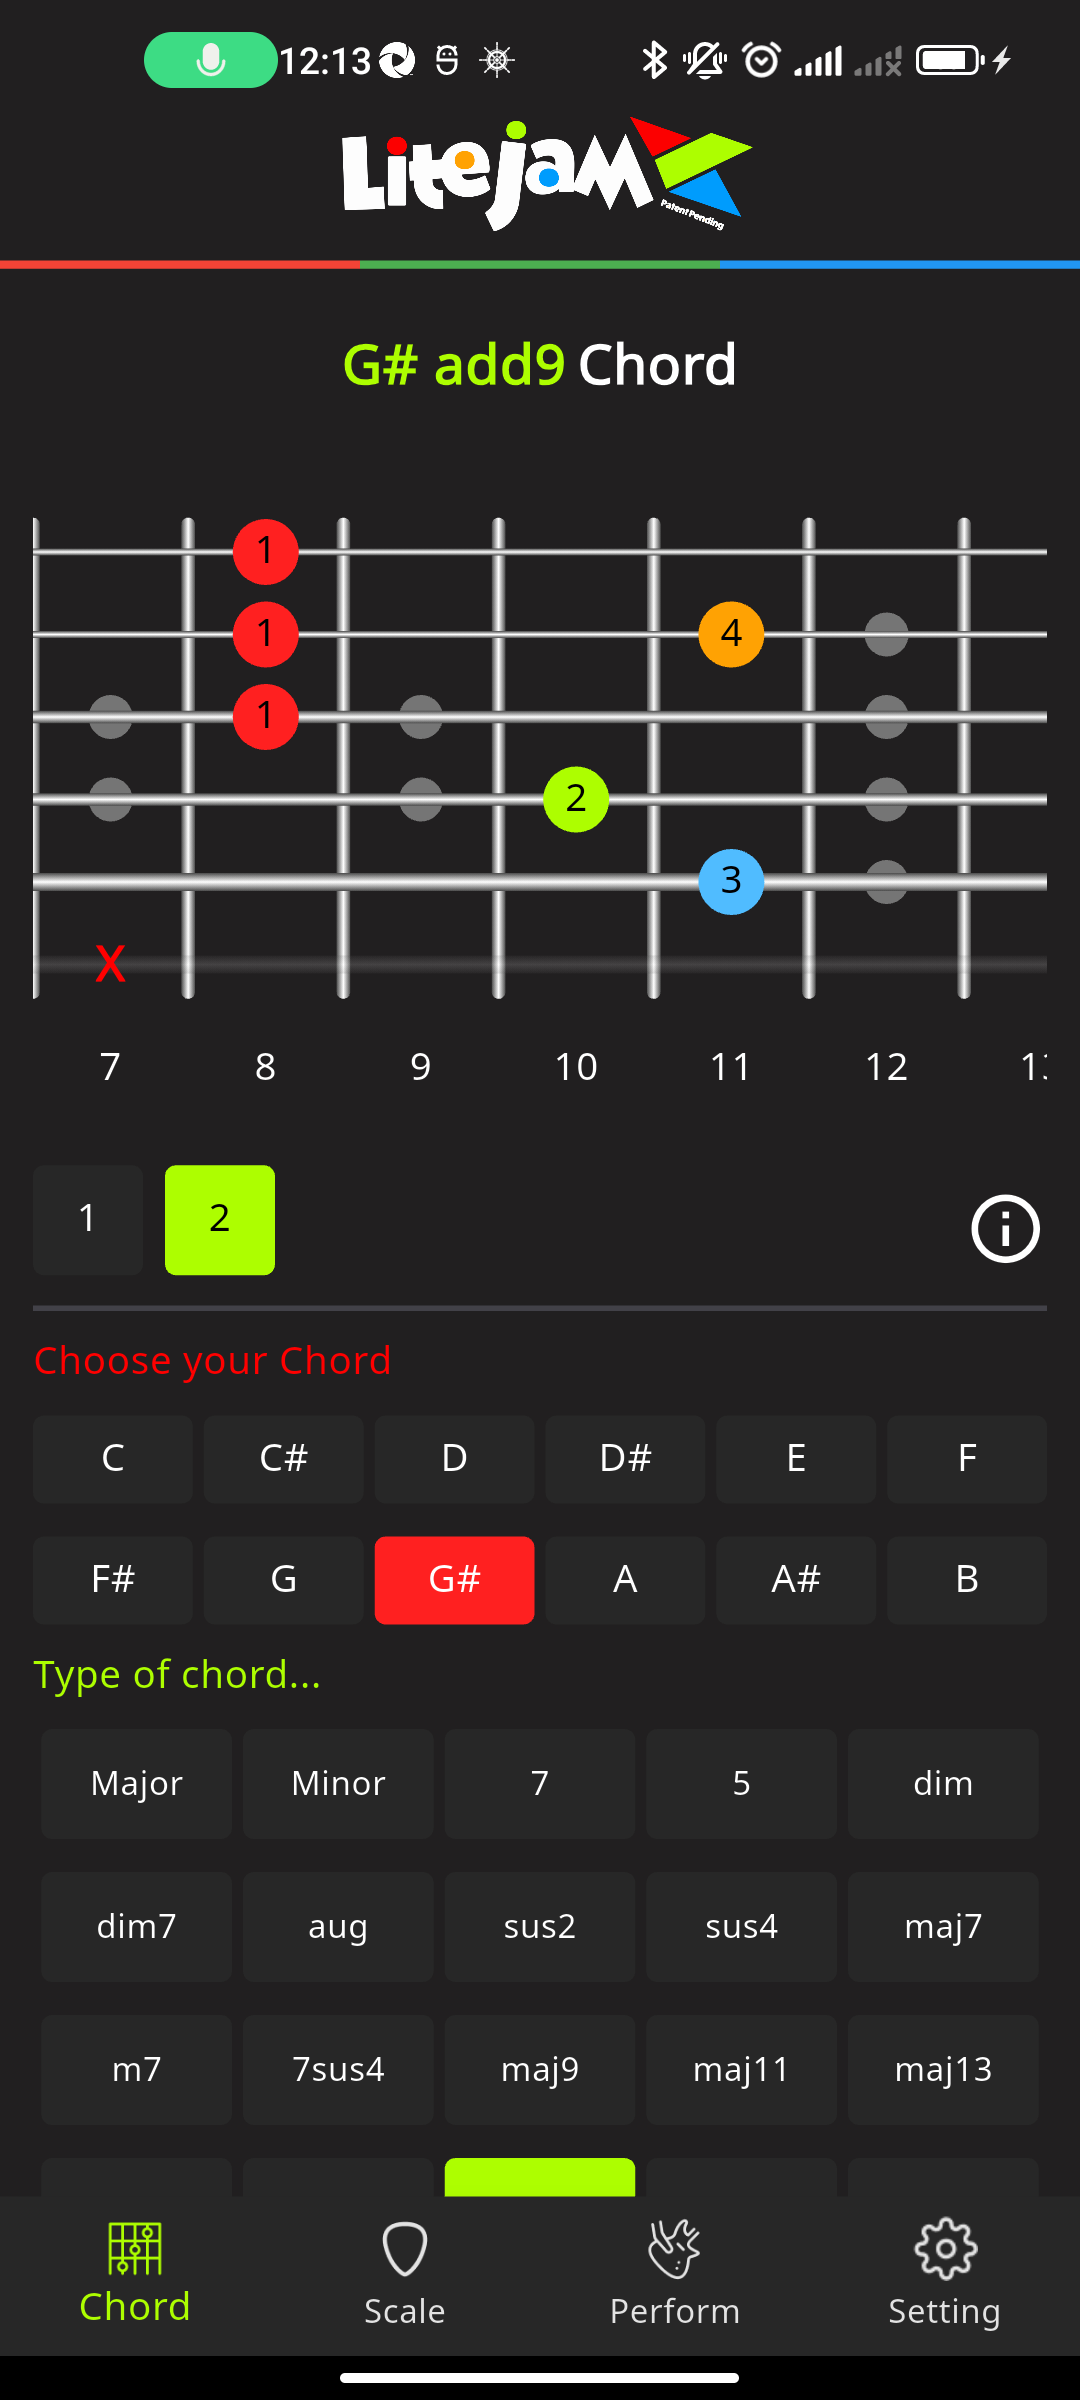 12:13
LitejaM
Patent Pending
G# add9 Chord
1
1 4
1
2
3
X
7 8 9 10 11 12
1 2
Choose your Chord
C C# D D# E F
F# G G# A A# B
Type of chord...
Major Minor 7 5 dim
dim7 aug sus2 sus4 maj7
m7 7sus4 maj9 maj11 maj13
Chord Scale Perform Setting